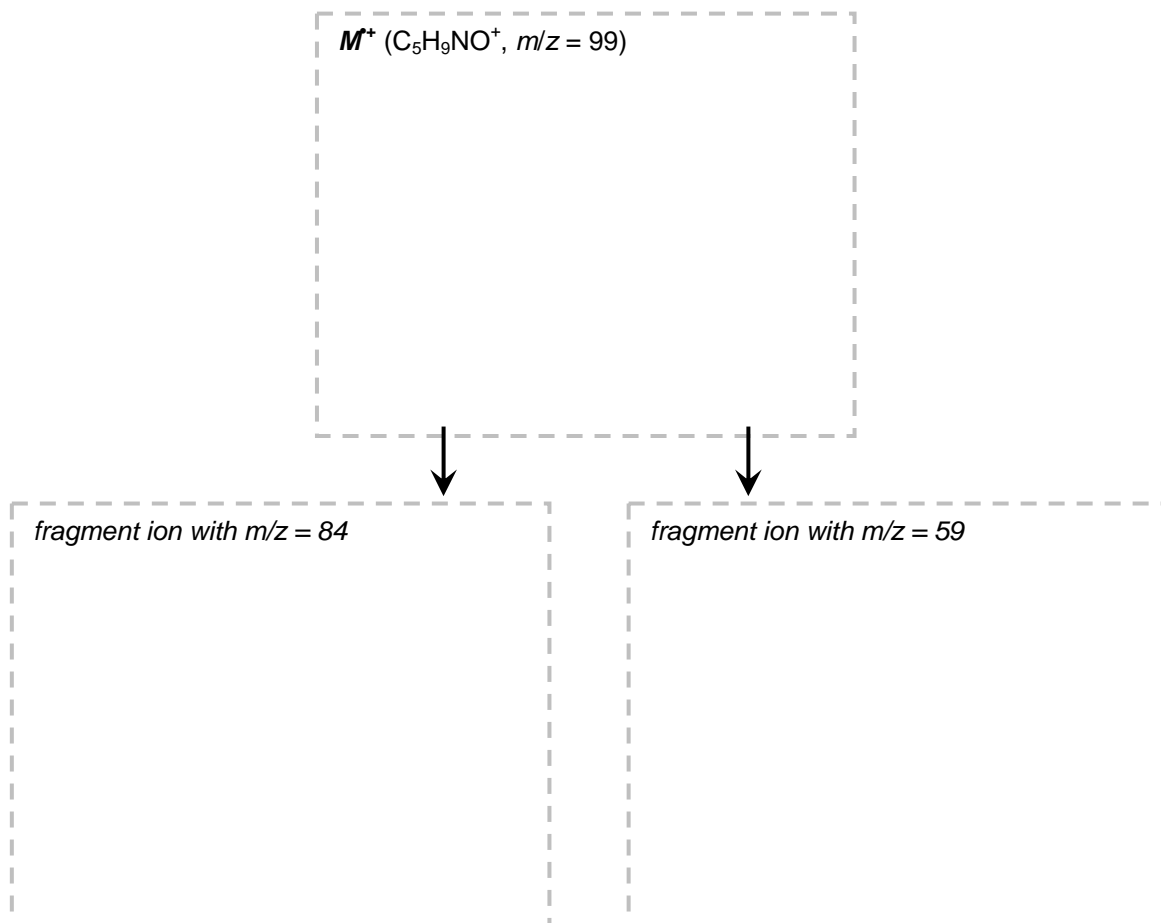 M•⁺ (C₅H₉NO⁺, m/z = 99)
fragment ion with m/z = 84
fragment ion with m/z = 59